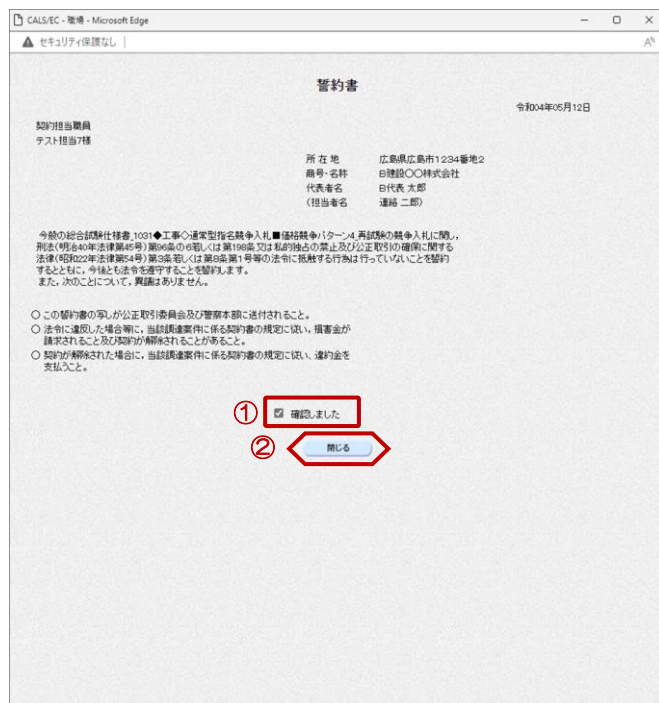 CALS/EC - 職場 - Microsoft Edge
セキュリティ保護なし
誓約書
令和04年05月12日
契約担当職員
テスト担当7様
所 在 地 広島県広島市1234番地2
商号・名称 B建設〇〇株式会社
代表者名 B代表 太郎
(担当者名 連絡 二郎)
今般の総合試験仕様書_1031◆工事◇通常型指名競争入札■価格競争パターン4_再試験の競争入札に関し,
刑法(明治40年法律第45号)第96条の6若しくは第198条又は私的独占の禁止及び公正取引の確保に関する
法律(昭和22年法律第54号)第3条若しくは第8条第1号等の法令に抵触する行為は行っていないことを誓約
するとともに,今後とも法令を遵守することを誓約します。
また,次のことについて,異議はありません。
○ この誓約書の写しが公正取引委員会及び警察本部に送付されること。
○ 法令に違反した場合等に,当該調達案件に係る契約書の規定に従い,損害金が
請求されること及び契約が解除されることがあること。
○ 契約が解除された場合に,当該調達案件に係る契約書の規定に従い,違約金を
支払うこと。
① 確認しました
② 閉じる